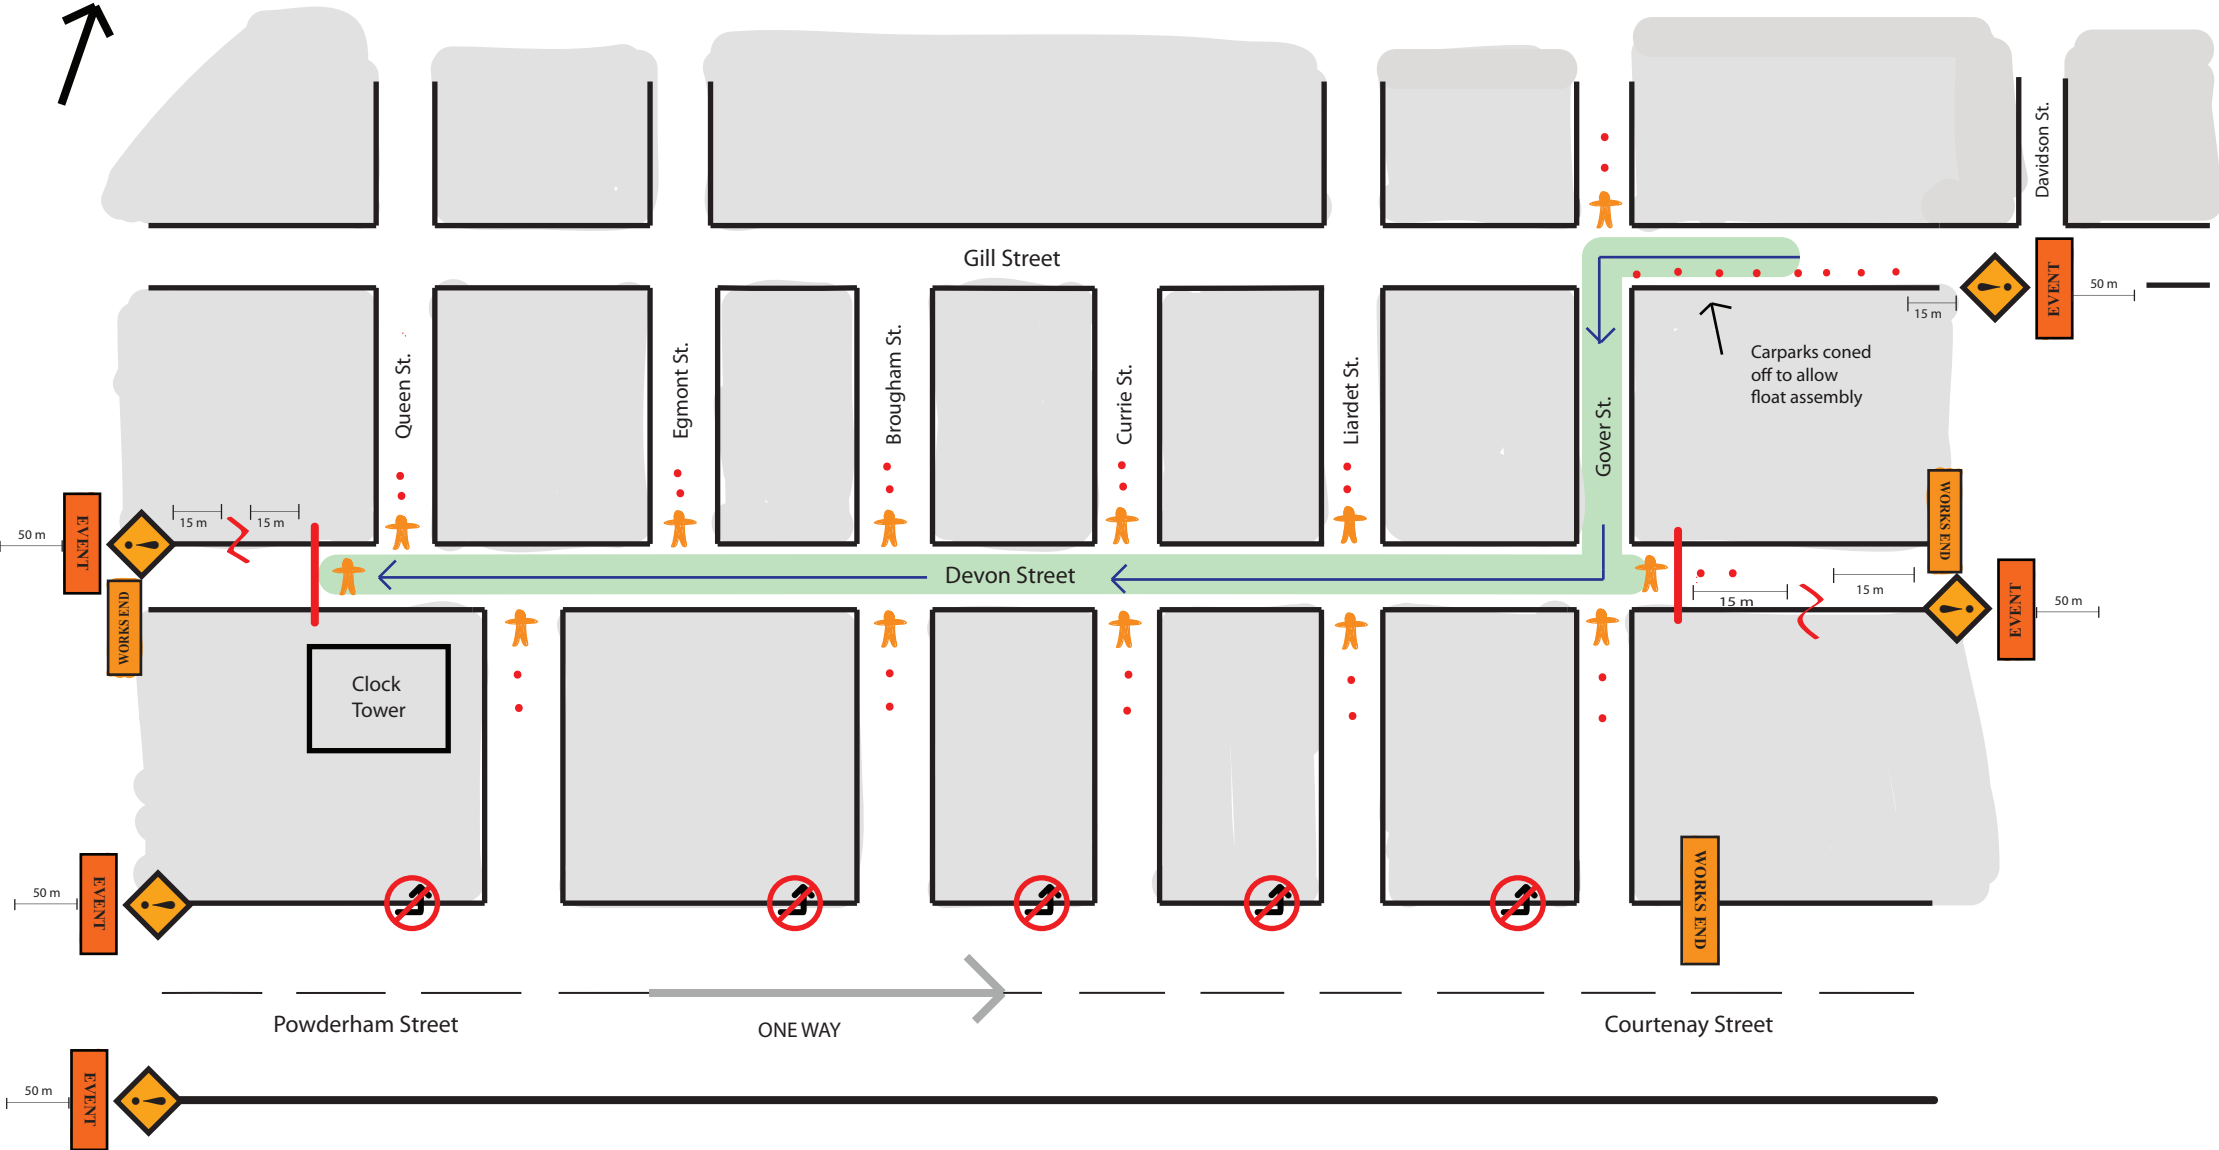 Davidson St.
Gill Street
EVENT
50 m
15 m
Carparks coned
off to allow
float assembly
Queen St.
Egmont St.
Brougham St.
Currie St.
Liardet St.
Gover St.
EVENT
50 m
15 m
15 m
WORKS END
Devon Street
WORKS END
15 m
15 m
EVENT
50 m
Clock
Tower
EVENT
50 m
WORKS END
Powderham Street
ONE WAY
Courtenay Street
EVENT
50 m